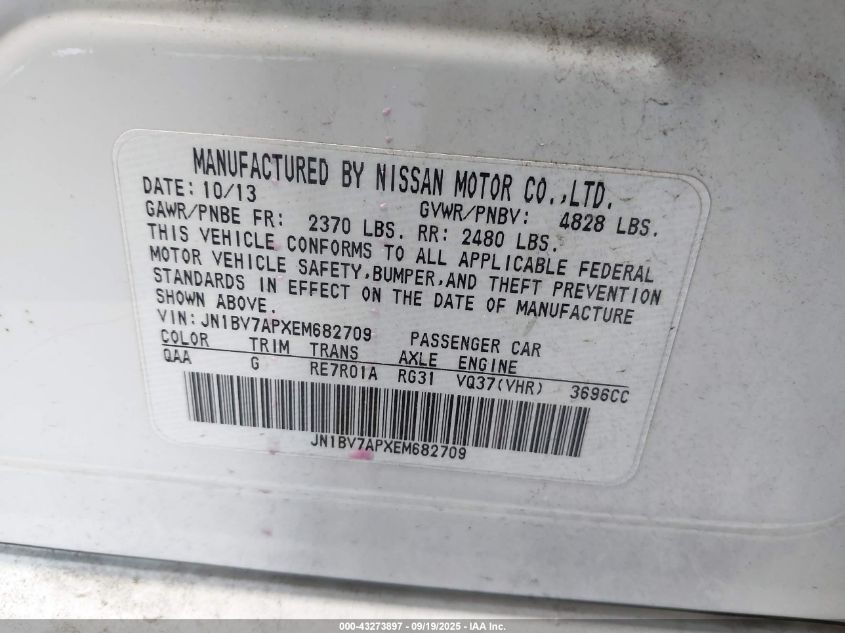 MANUFACTURED BY NISSAN MOTOR CO.,LTD.
DATE: 10/13 GVWR/PNBV: 4828 LBS.
GAWR/PNBE FR: 2370 LBS. RR: 2480 LBS.
THIS VEHICLE CONFORMS TO ALL APPLICABLE FEDERAL
MOTOR VEHICLE SAFETY,BUMPER,AND THEFT PREVENTION
STANDARDS IN EFFECT ON THE DATE OF MANUFACTURE
SHOWN ABOVE.
VIN: JN1BV7APXEM682709 PASSENGER CAR
COLOR TRIM TRANS AXLE ENGINE
QAA G RE7R01A RG31 VQ37(VHR) 3696CC
JN1BV7APXEM682709
000-43273897 - 09/19/2025 - IAA Inc.